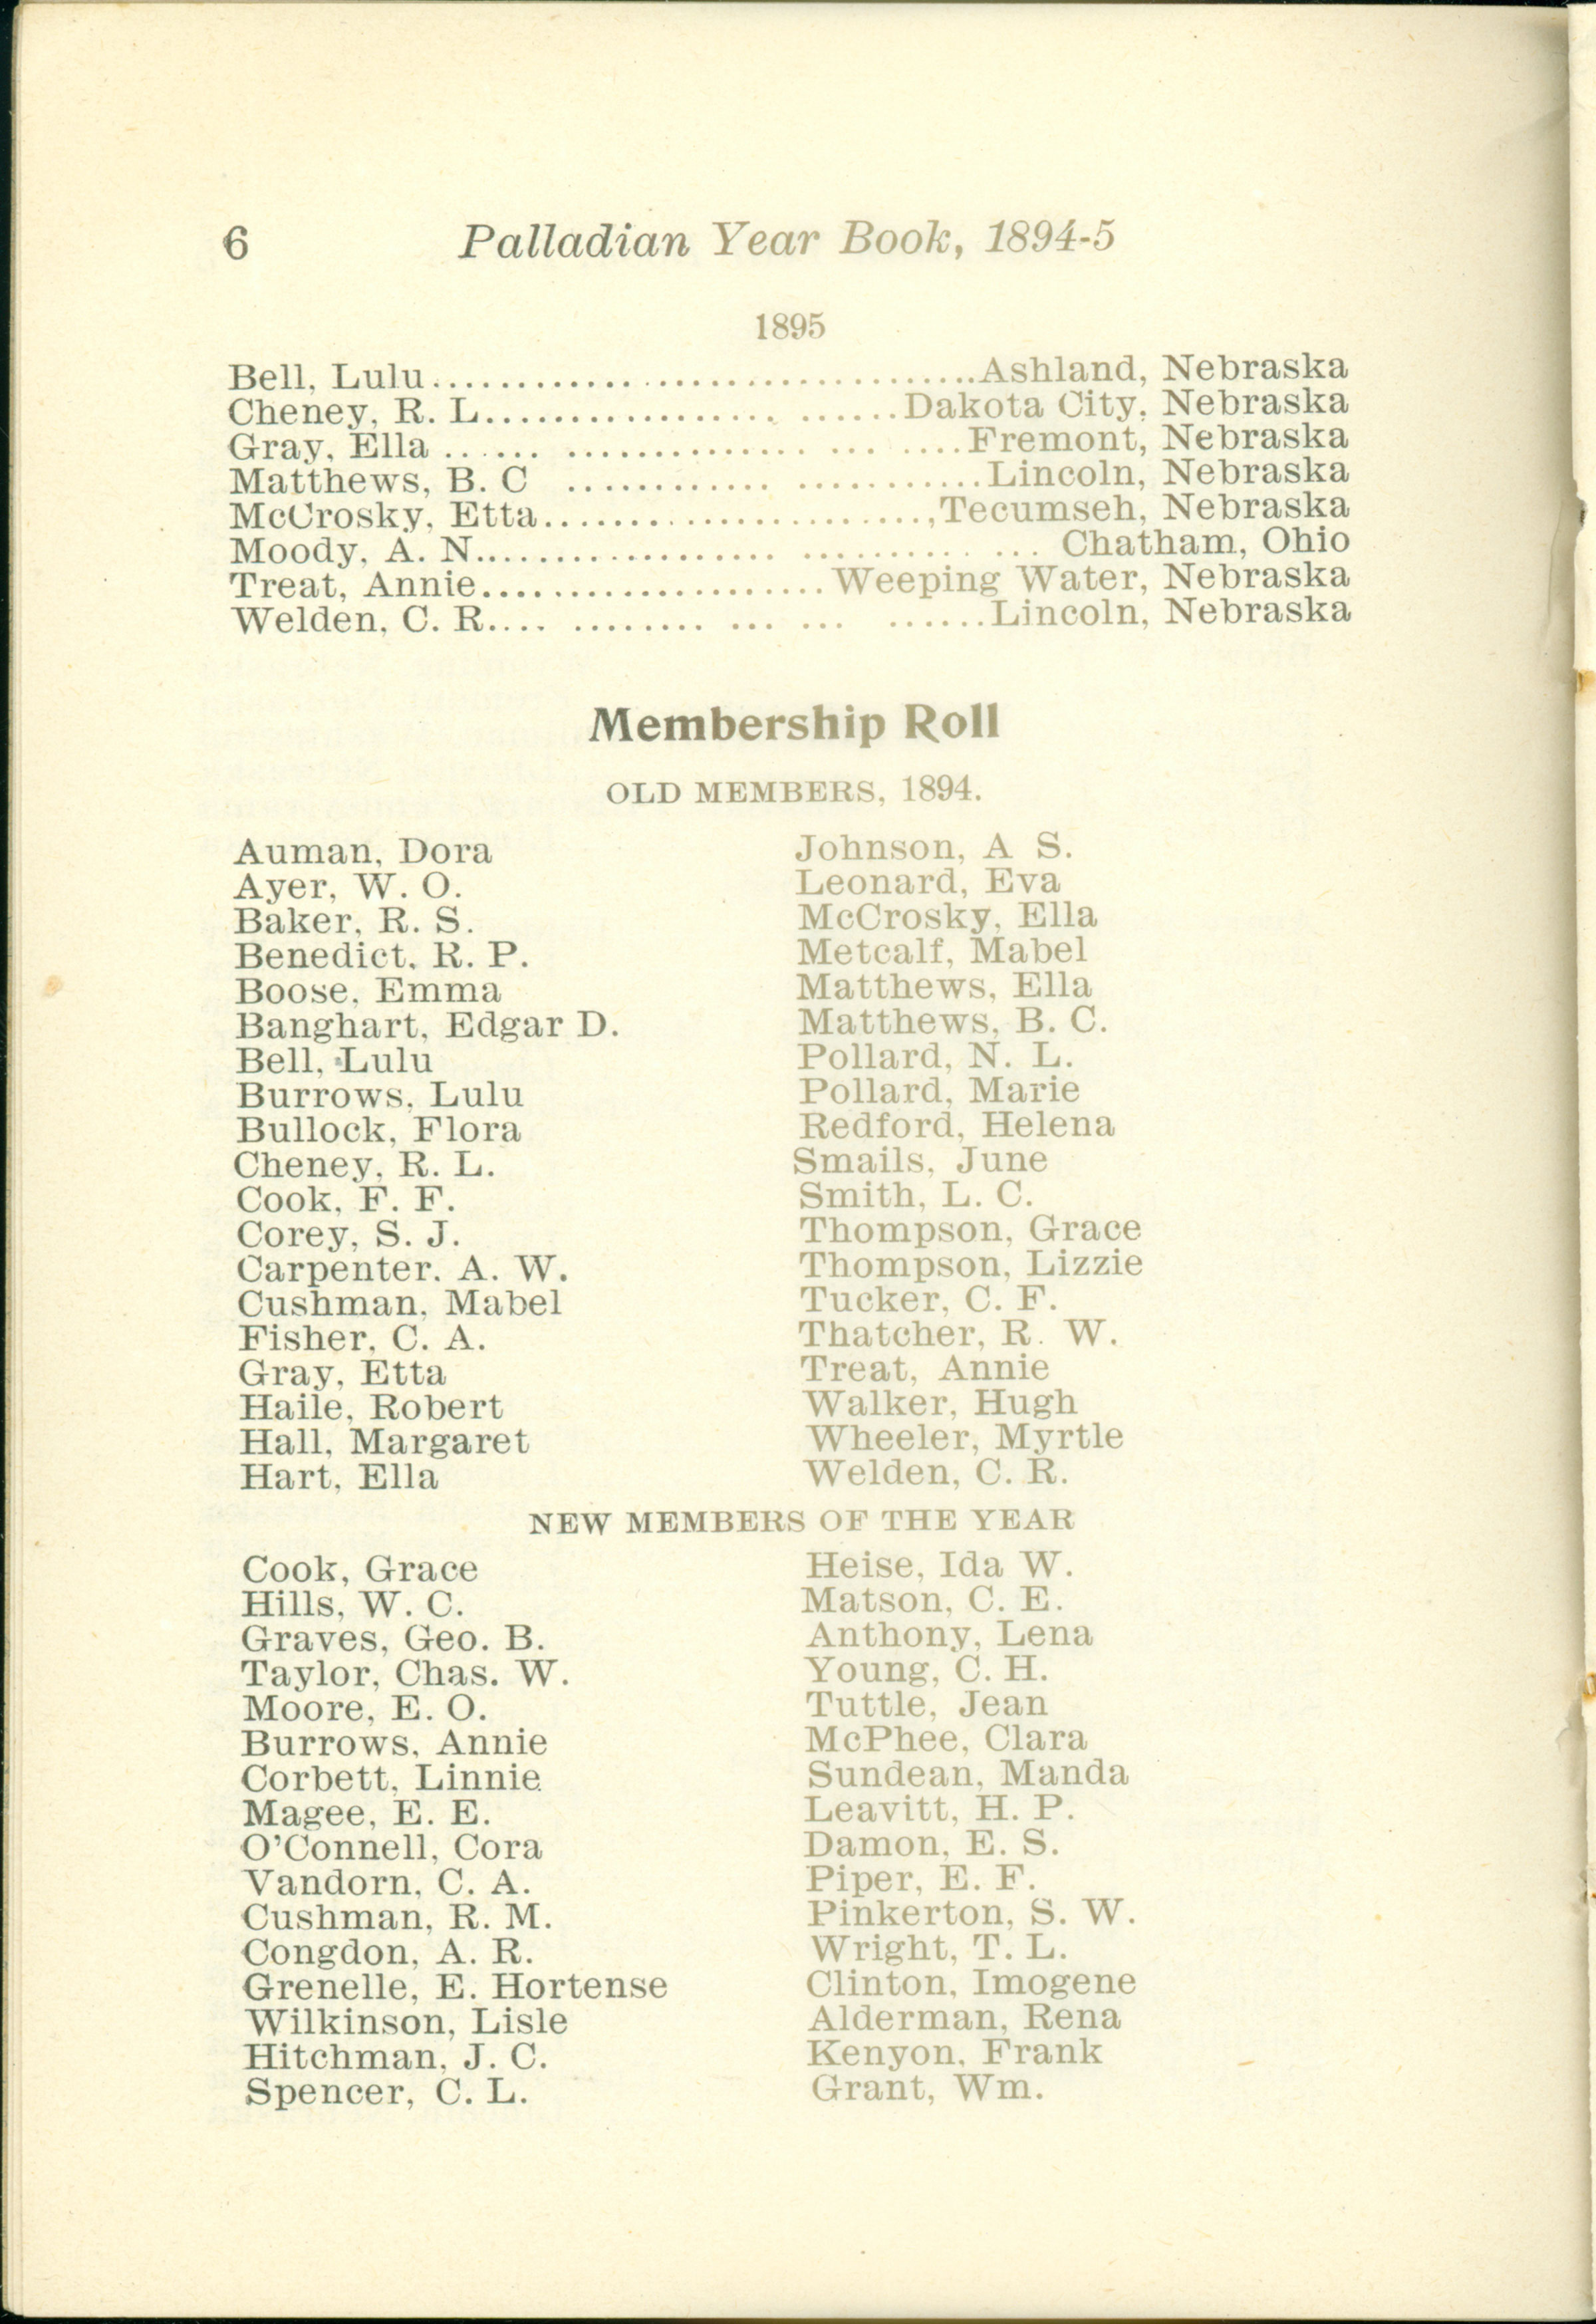 6 Palladian Year Book, 1894-5
1895
Bell, Lulu.................................Ashland, Nebraska
Cheney, R. L................. ......Dakota City, Nebraska
Gray, Ella ...... .............. ... ....Fremont, Nebraska
Matthews, B. C ............ ...........Lincoln, Nebraska
McCrosky, Etta.......................,Tecumseh, Nebraska
Moody, A. N.................. .......... ... Chatham, Ohio
Treat, Annie....................Weeping Water, Nebraska
Welden, C. R.... ........ ... ... ......Lincoln, Nebraska
Membership Roll
OLD MEMBERS, 1894.
Auman, Dora
Ayer, W. O.
Baker, R. S.
Benedict, R. P.
Boose, Emma
Banghart, Edgar D.
Bell, Lulu
Burrows, Lulu
Bullock, Flora
Cheney, R. L.
Cook, F. F.
Corey, S. J.
Carpenter. A. W.
Cushman, Mabel
Fisher, C. A.
Gray, Etta
Haile, Robert
Hall, Margaret
Hart, Ella
Johnson, A S.
Leonard, Eva
McCrosky, Ella
Metcalf, Mabel
Matthews, Ella
Matthews, B. C.
Pollard, N. L.
Pollard, Marie
Redford, Helena
Smails, June
Smith, L. C.
Thompson, Grace
Thompson, Lizzie
Tucker, C. F.
Thatcher, R. W.
Treat, Annie
Walker, Hugh
Wheeler, Myrtle
Welden, C. R.
NEW MEMBERS OF THE YEAR
Cook, Grace
Hills, W. C.
Graves, Geo. B.
Taylor, Chas. W.
Moore, E. O.
Burrows, Annie
Corbett, Linnie
Magee, E. E.
O'Connell, Cora
Vandorn, C. A.
Cushman, R. M.
Congdon, A. R.
Grenelle, E. Hortense
Wilkinson, Lisle
Hitchman, J. C.
Spencer, C. L.
Heise, Ida W.
Matson, C. E.
Anthony, Lena
Young, C. H.
Tuttle, Jean
McPhee, Clara
Sundean, Manda
Leavitt, H. P.
Damon, E. S.
Piper, E. F.
Pinkerton, S. W.
Wright, T. L.
Clinton, Imogene
Alderman, Rena
Kenyon, Frank
Grant, Wm.